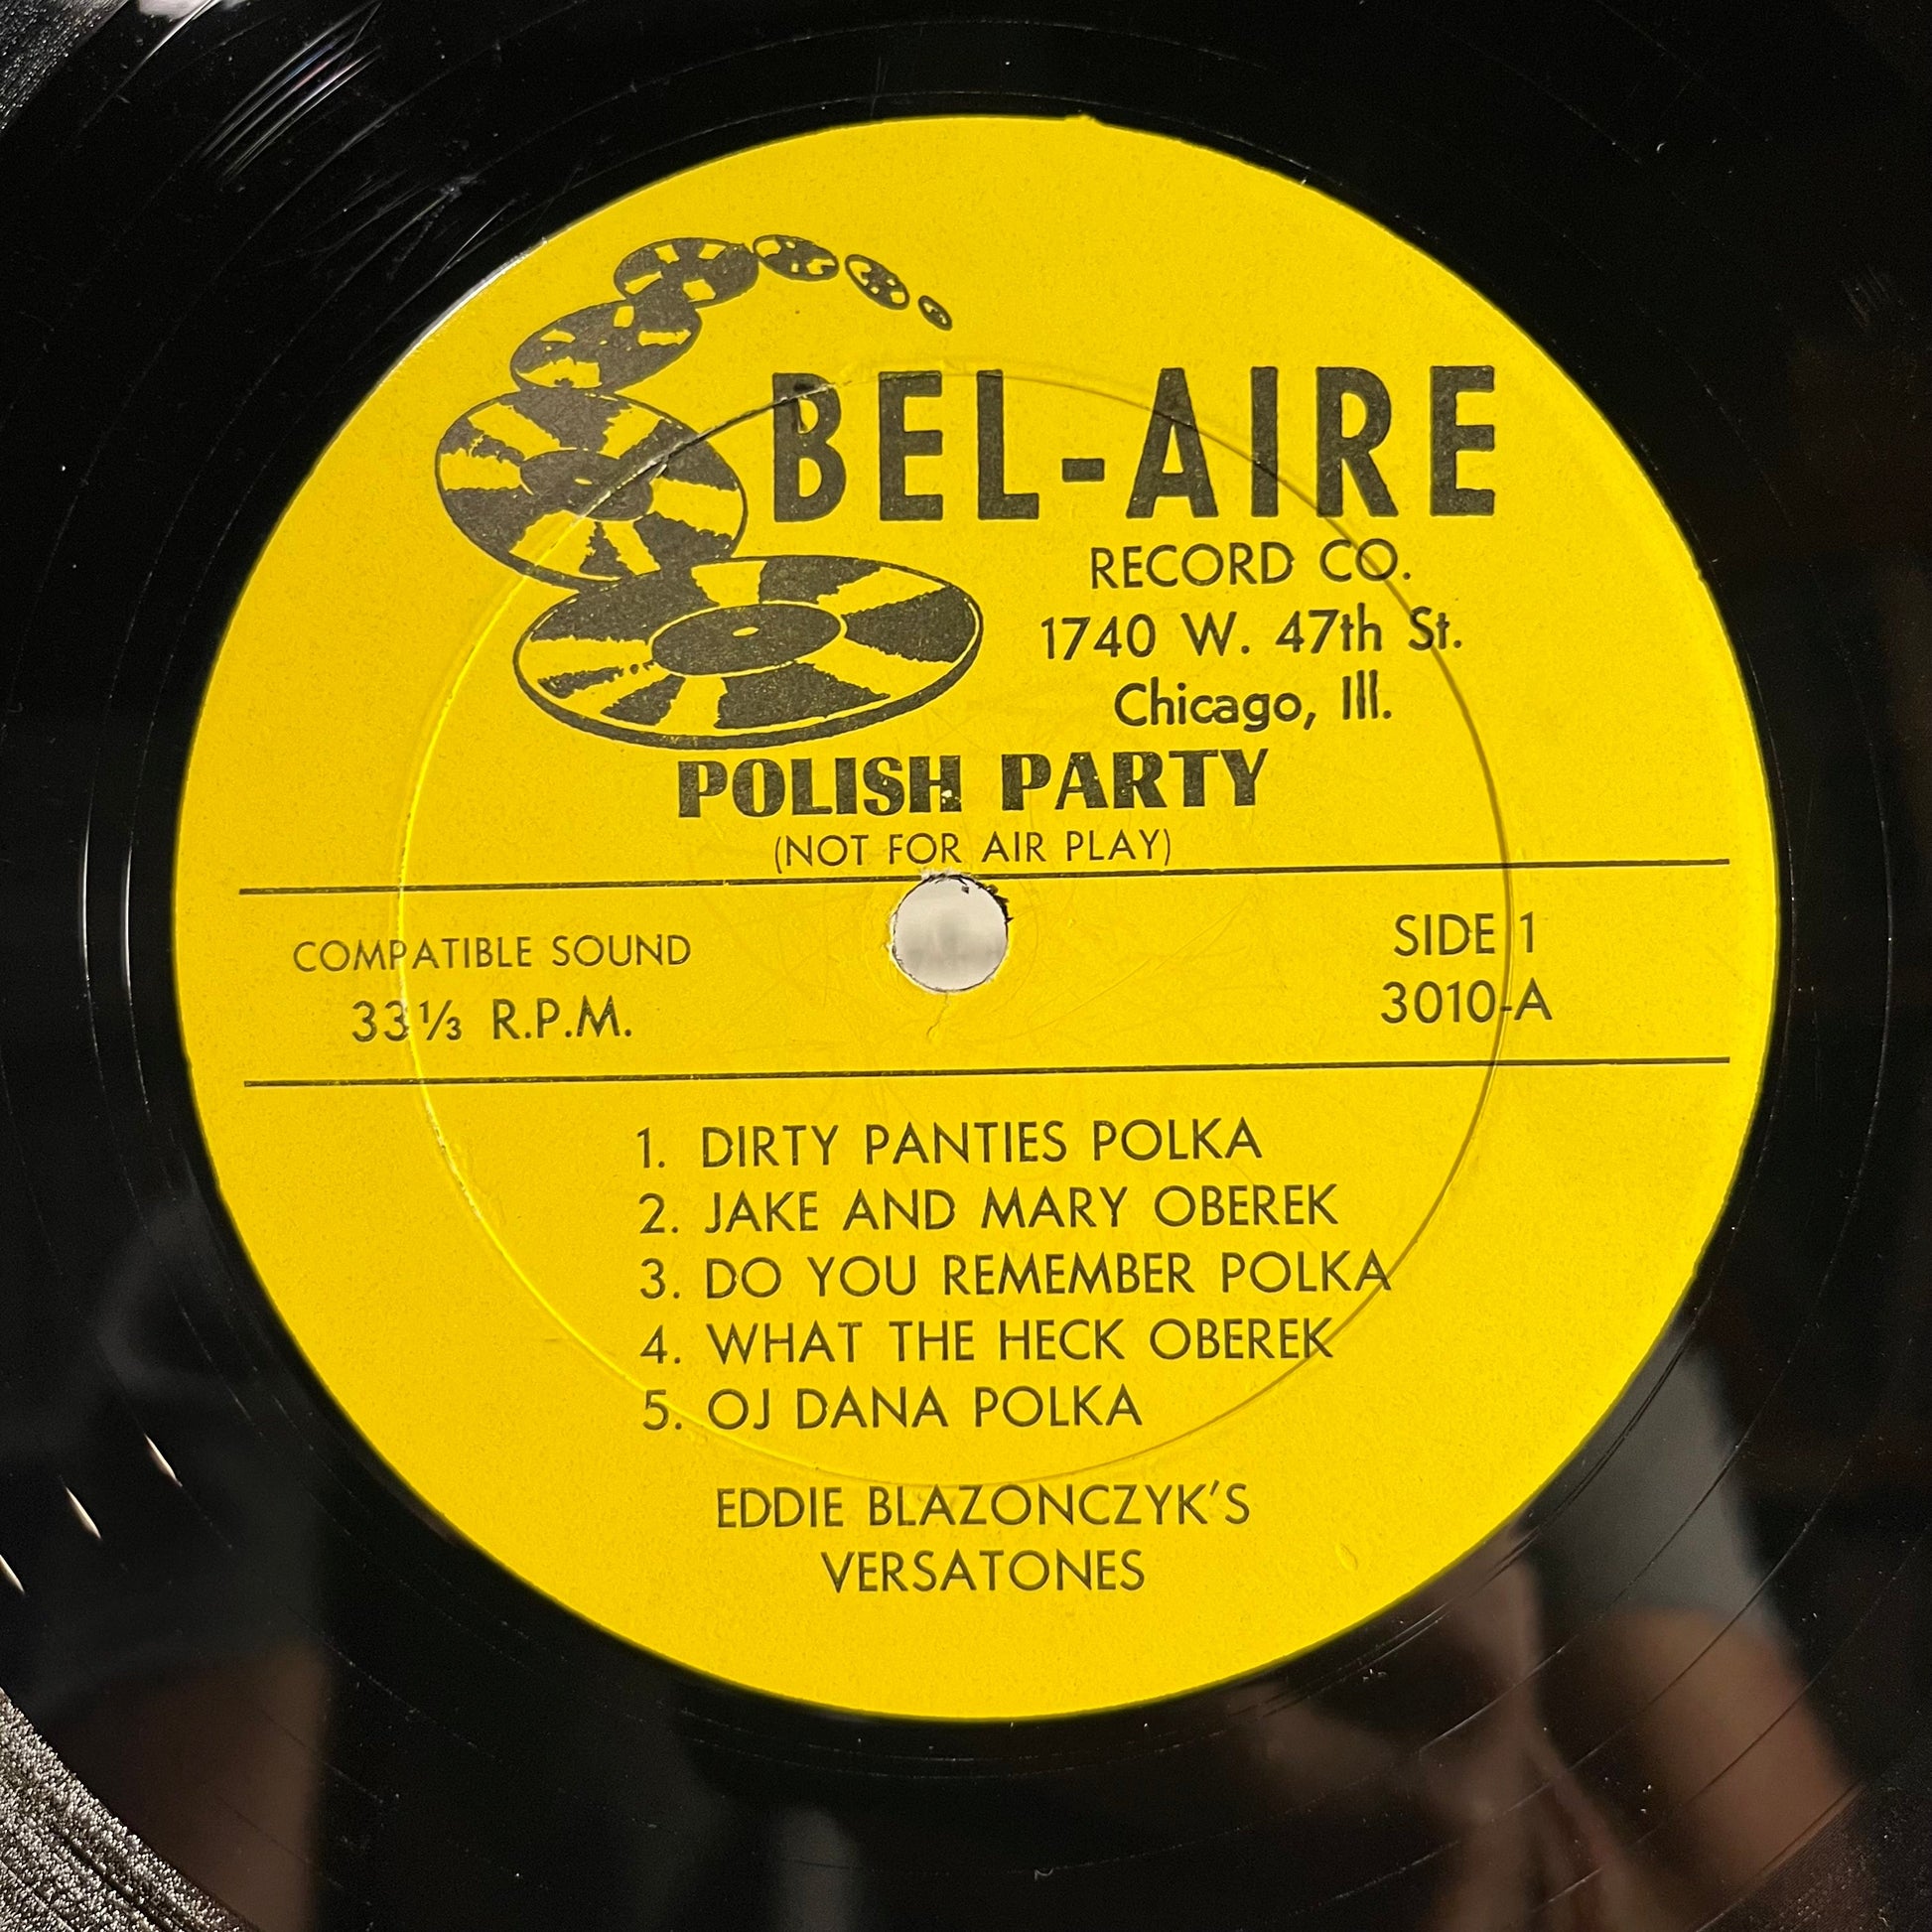 BEL-AIRE
RECORD CO.
1740 W. 47th St.
Chicago, Ill.
POLISH PARTY
(NOT FOR AIR PLAY)
COMPATIBLE SOUND
33⅓ R.P.M.
SIDE 1
3010-A
1. DIRTY PANTIES POLKA
2. JAKE AND MARY OBEREK
3. DO YOU REMEMBER POLKA
4. WHAT THE HECK OBEREK
5. OJ DANA POLKA
EDDIE BLAZONCZYK'S
VERSATONES